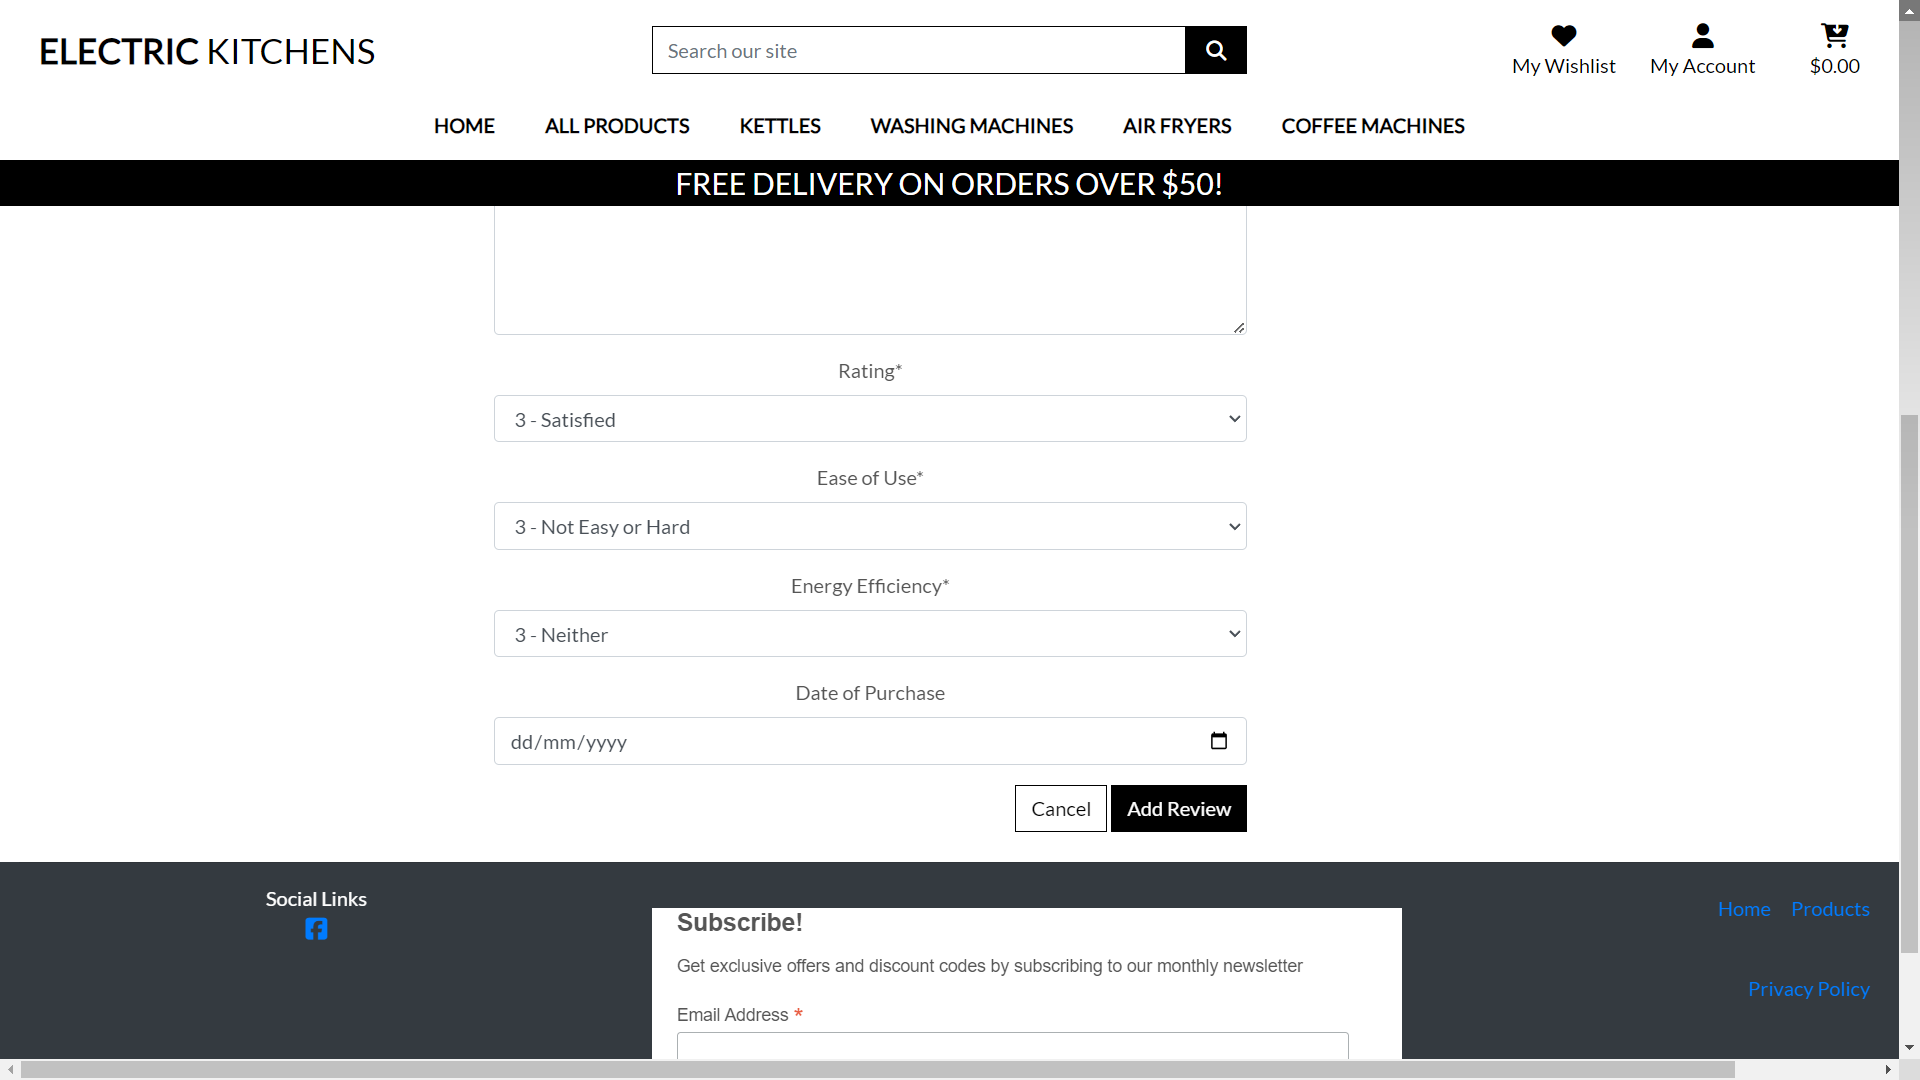 ELECTRIC KITCHENS
Search our site
My Wishlist
My Account
$0.00
HOME
ALL PRODUCTS
KETTLES
WASHING MACHINES
AIR FRYERS
COFFEE MACHINES
FREE DELIVERY ON ORDERS OVER $50!
Rating*
3 - Satisfied
Ease of Use*
3 - Not Easy or Hard
Energy Efficiency*
3 - Neither
Date of Purchase
dd/mm/yyyy
Cancel
Add Review
Social Links
Subscribe!
Get exclusive offers and discount codes by subscribing to our monthly newsletter
Email Address *
Home
Products
Privacy Policy